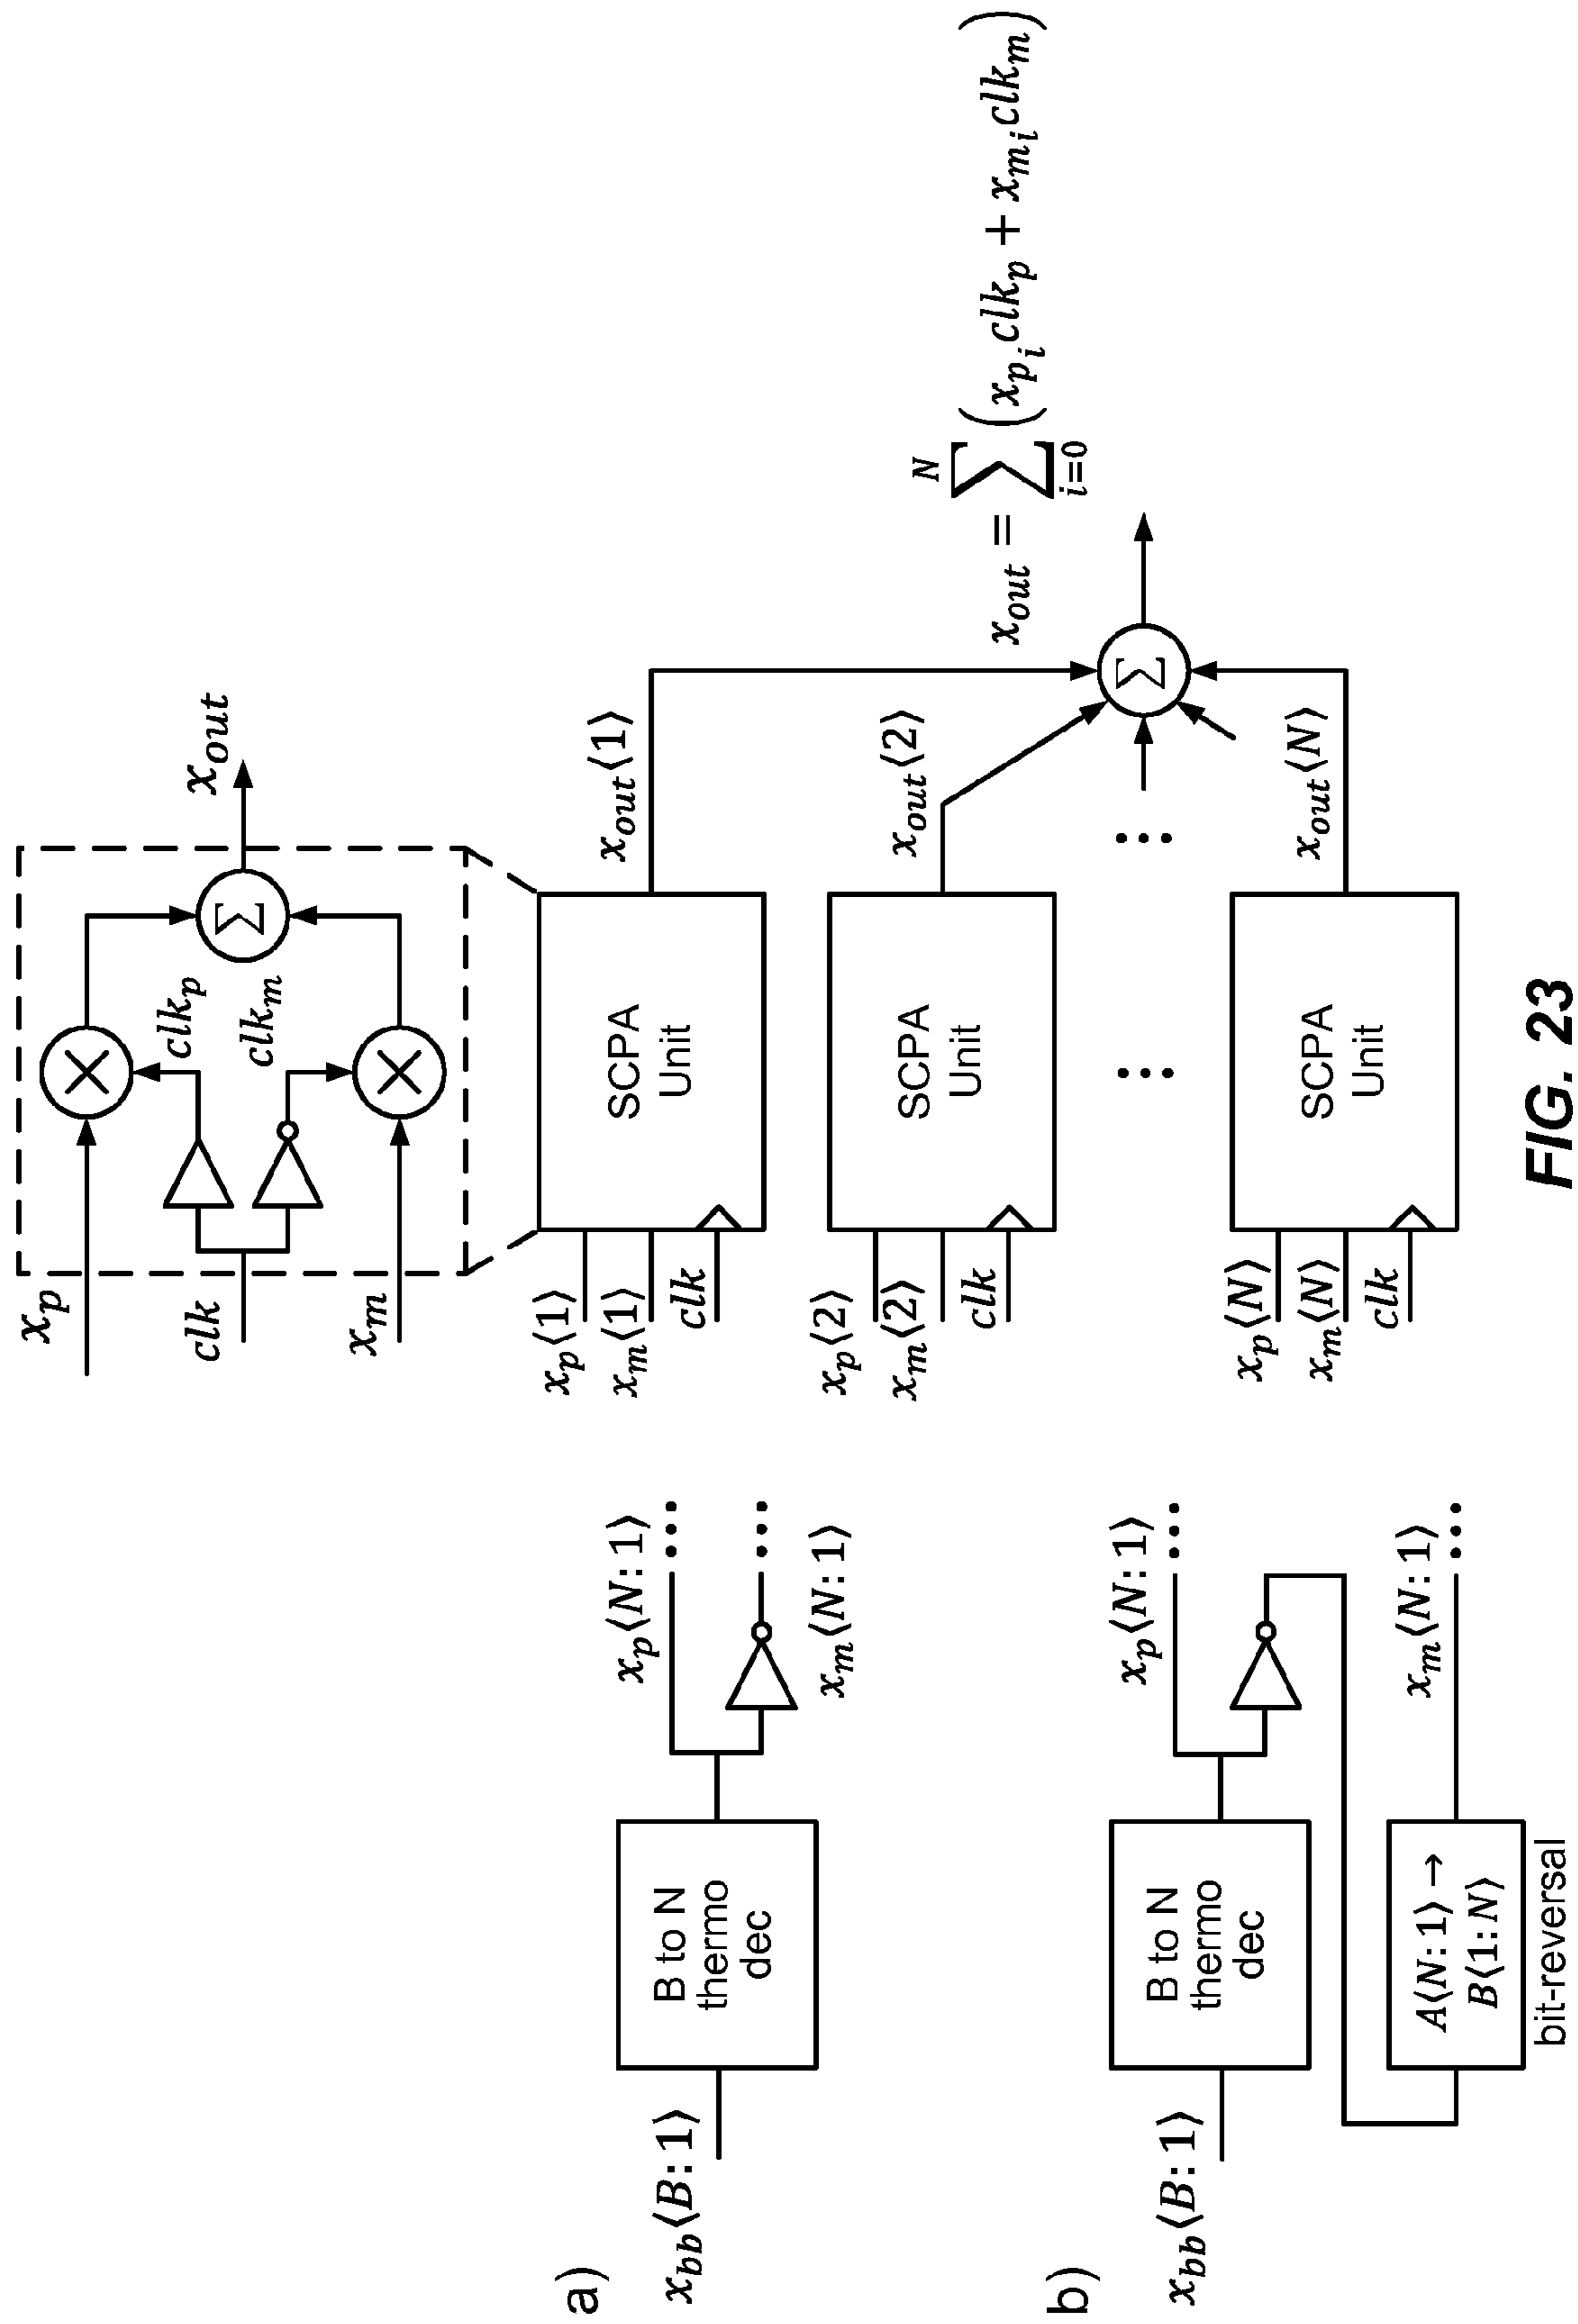 x_p
clk
x_m
clk_p
clk_m
Σ
x_out
a)
x_bb⟨B: 1⟩
B to N
thermo
dec
x_p⟨N: 1⟩
x_m⟨N: 1⟩
b)
x_bb⟨B: 1⟩
B to N
thermo
dec
x_p⟨N: 1⟩
A⟨N: 1⟩ →
B⟨1: N⟩
bit-reversal
x_m⟨N: 1⟩
x_p⟨1⟩
x_m⟨1⟩
clk
SCPA
Unit
x_out⟨1⟩
x_p⟨2⟩
x_m⟨2⟩
clk
SCPA
Unit
x_out⟨2⟩
x_p⟨N⟩
x_m⟨N⟩
clk
SCPA
Unit
x_out⟨N⟩
Σ
x_out = ∑_{i=0}^{N} (x_{p_i} clk_p + x_{m_i} clk_m)
FIG. 23